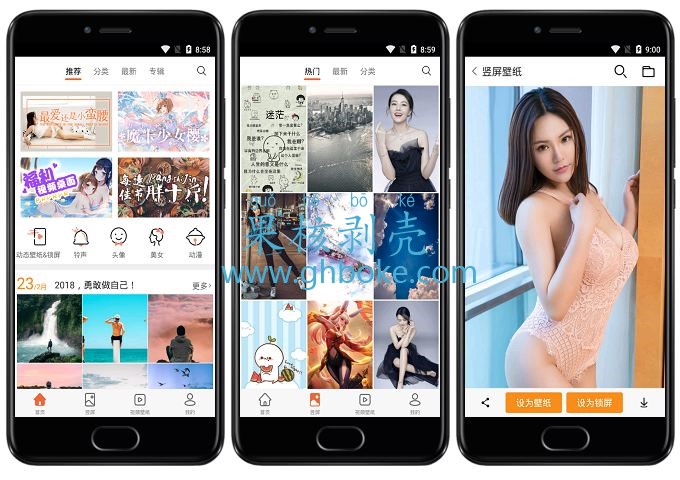 8:58
推荐 分类 最新 专辑
最爱还是小蛮腰
魔卡少女樱
福利
视频桌面
每逢
佳节
胖十斤!
动态壁纸&锁屏 铃声 头像 美女 动漫
23/2月 2018，勇敢做自己！ 更多>
首页 竖屏 视频壁纸 我的
8:59
热门 最新 分类
迷茫
guǒ hé bō ké
果核剥壳
www.ghboke.com
首页 竖屏 视频壁纸 我的
9:00
竖屏壁纸
设为壁纸 设为锁屏